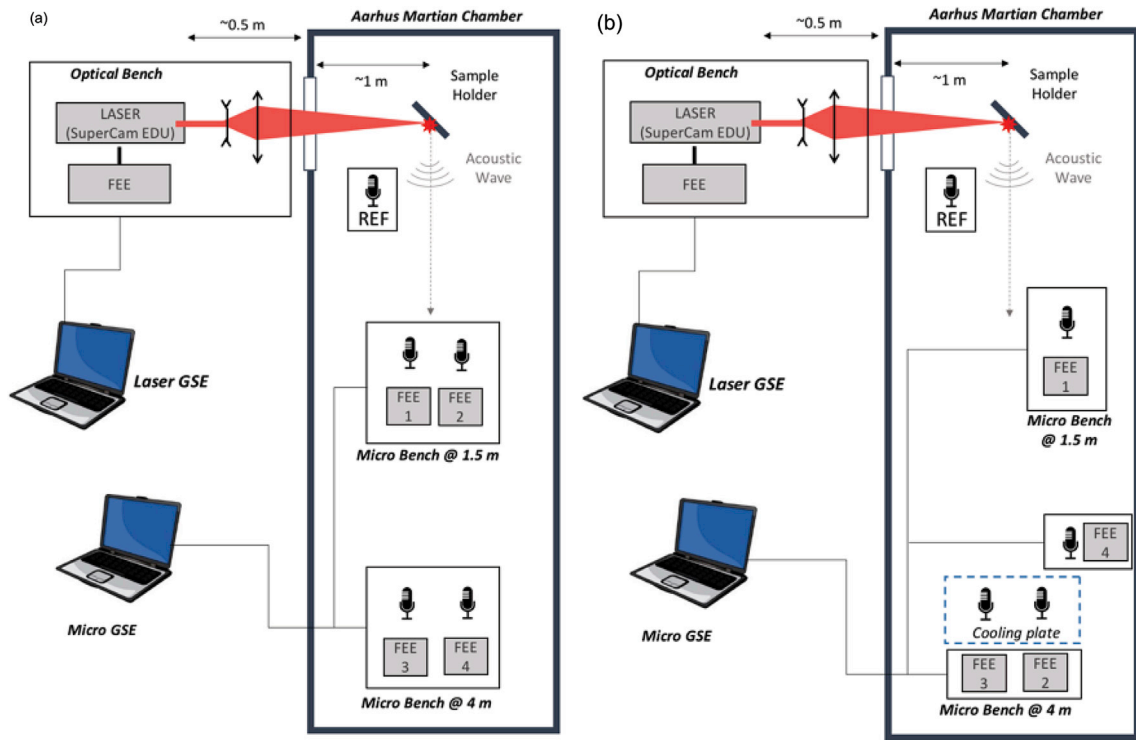 (a)
Aarhus Martian Chamber
~0.5 m
Optical Bench
~1 m
LASER
(SuperCam EDU)
Sample
Holder
FEE
Acoustic
Wave
REF
Laser GSE
FEE
1
FEE
2
Micro Bench @ 1.5 m
Micro GSE
FEE
3
FEE
4
Micro Bench @ 4 m
(b)
Aarhus Martian Chamber
~0.5 m
Optical Bench
~1 m
LASER
(SuperCam EDU)
Sample
Holder
FEE
Acoustic
Wave
REF
Laser GSE
FEE
1
Micro Bench
@ 1.5 m
FEE
4
Cooling plate
Micro GSE
FEE
3
FEE
2
Micro Bench @ 4 m